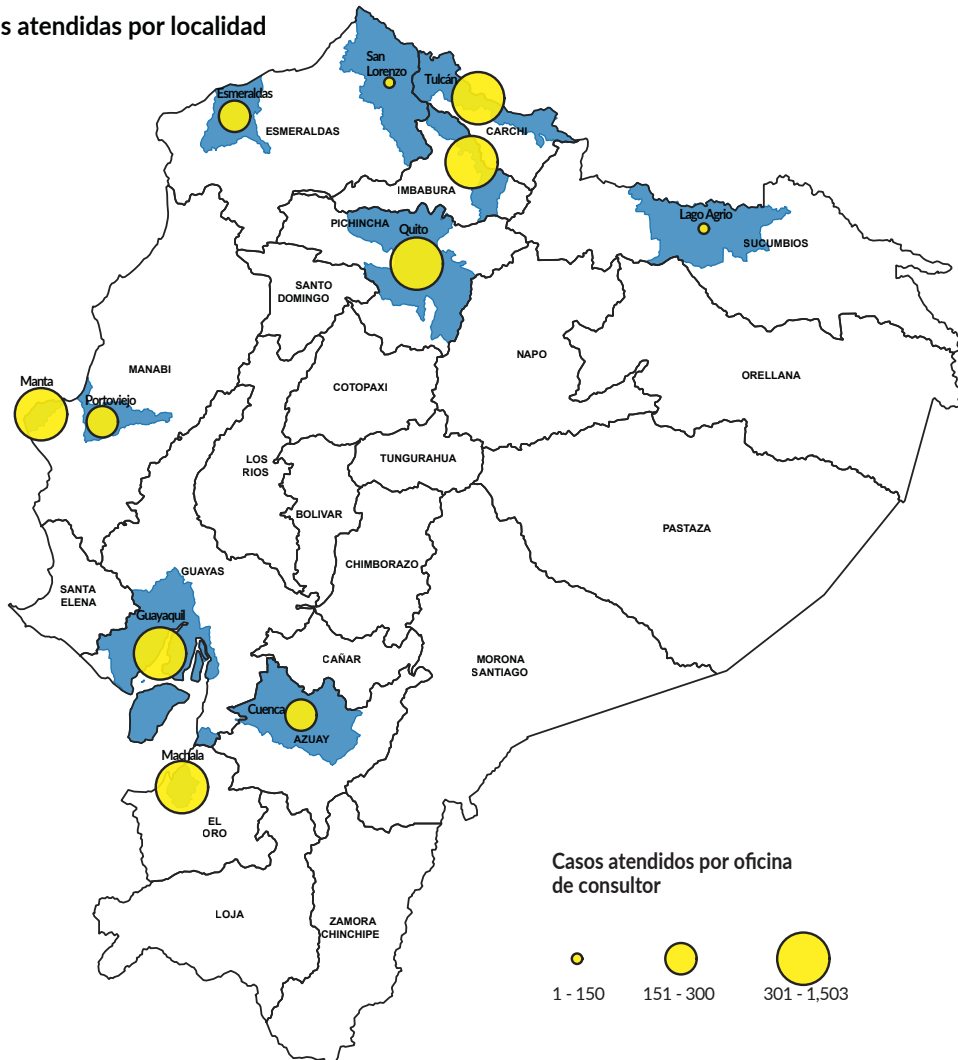 s atendidas por localidad
San
Lorenzo
Tulcán
Esmeraldas
ESMERALDAS
CARCHI
IMBABURA
Lago Agrio
PICHINCHA
Quito
SUCUMBIOS
SANTO
DOMINGO
NAPO
MANABI
ORELLANA
Manta
COTOPAXI
Portoviejo
LOS
RIOS
TUNGURAHUA
BOLIVAR
PASTAZA
CHIMBORAZO
GUAYAS
SANTA
ELENA
Guayaquil
CAÑAR
MORONA
SANTIAGO
Cuenca
AZUAY
Machala
EL
ORO
LOJA
ZAMORA
CHINCHIPE
Casos atendidos por oficina
de consultor
1 - 150
151 - 300
301 - 1,503